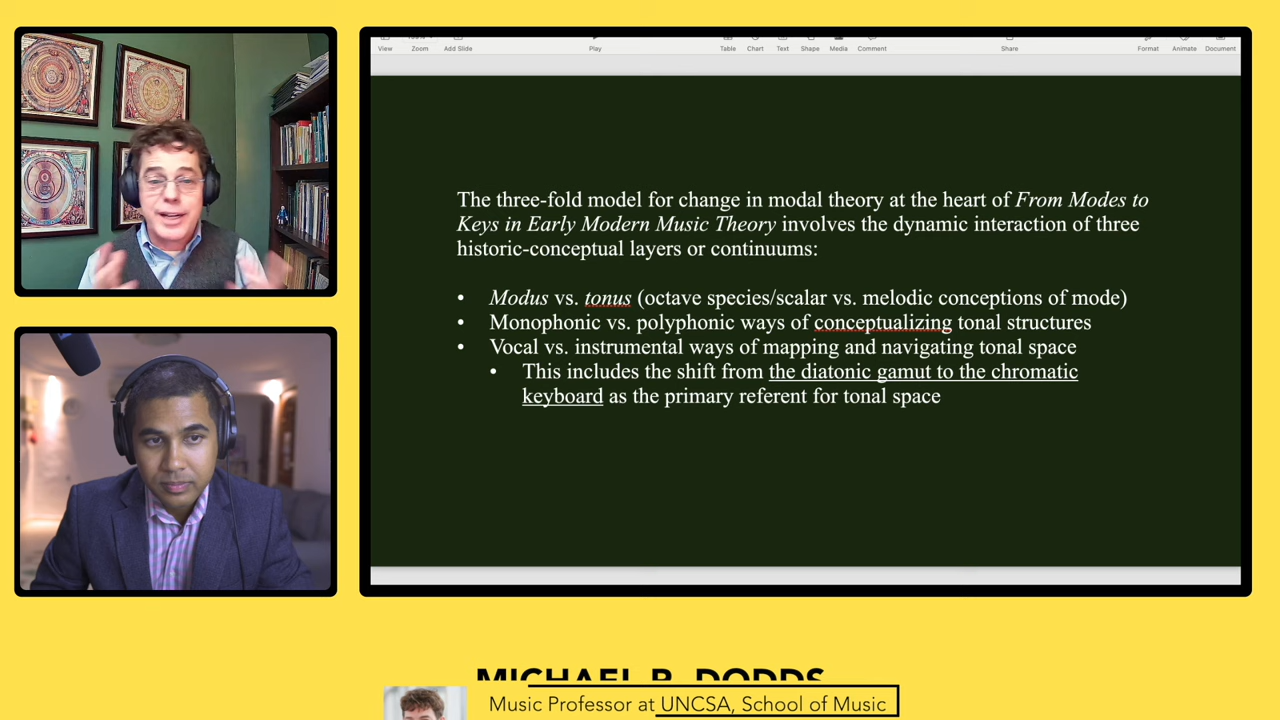 View
Zoom
Add Slide
Play
Table
Chart
Text
Shape
Media
Comment
Share
Format
Animate
Document
The three-fold model for change in modal theory at the heart of From Modes to
Keys in Early Modern Music Theory involves the dynamic interaction of three
historic-conceptual layers or continuums:
• Modus vs. tonus (octave species/scalar vs. melodic conceptions of mode)
• Monophonic vs. polyphonic ways of conceptualizing tonal structures
• Vocal vs. instrumental ways of mapping and navigating tonal space
• This includes the shift from the diatonic gamut to the chromatic
keyboard as the primary referent for tonal space
MICHAEL R. DODDS
Music Professor at UNCSA, School of Music